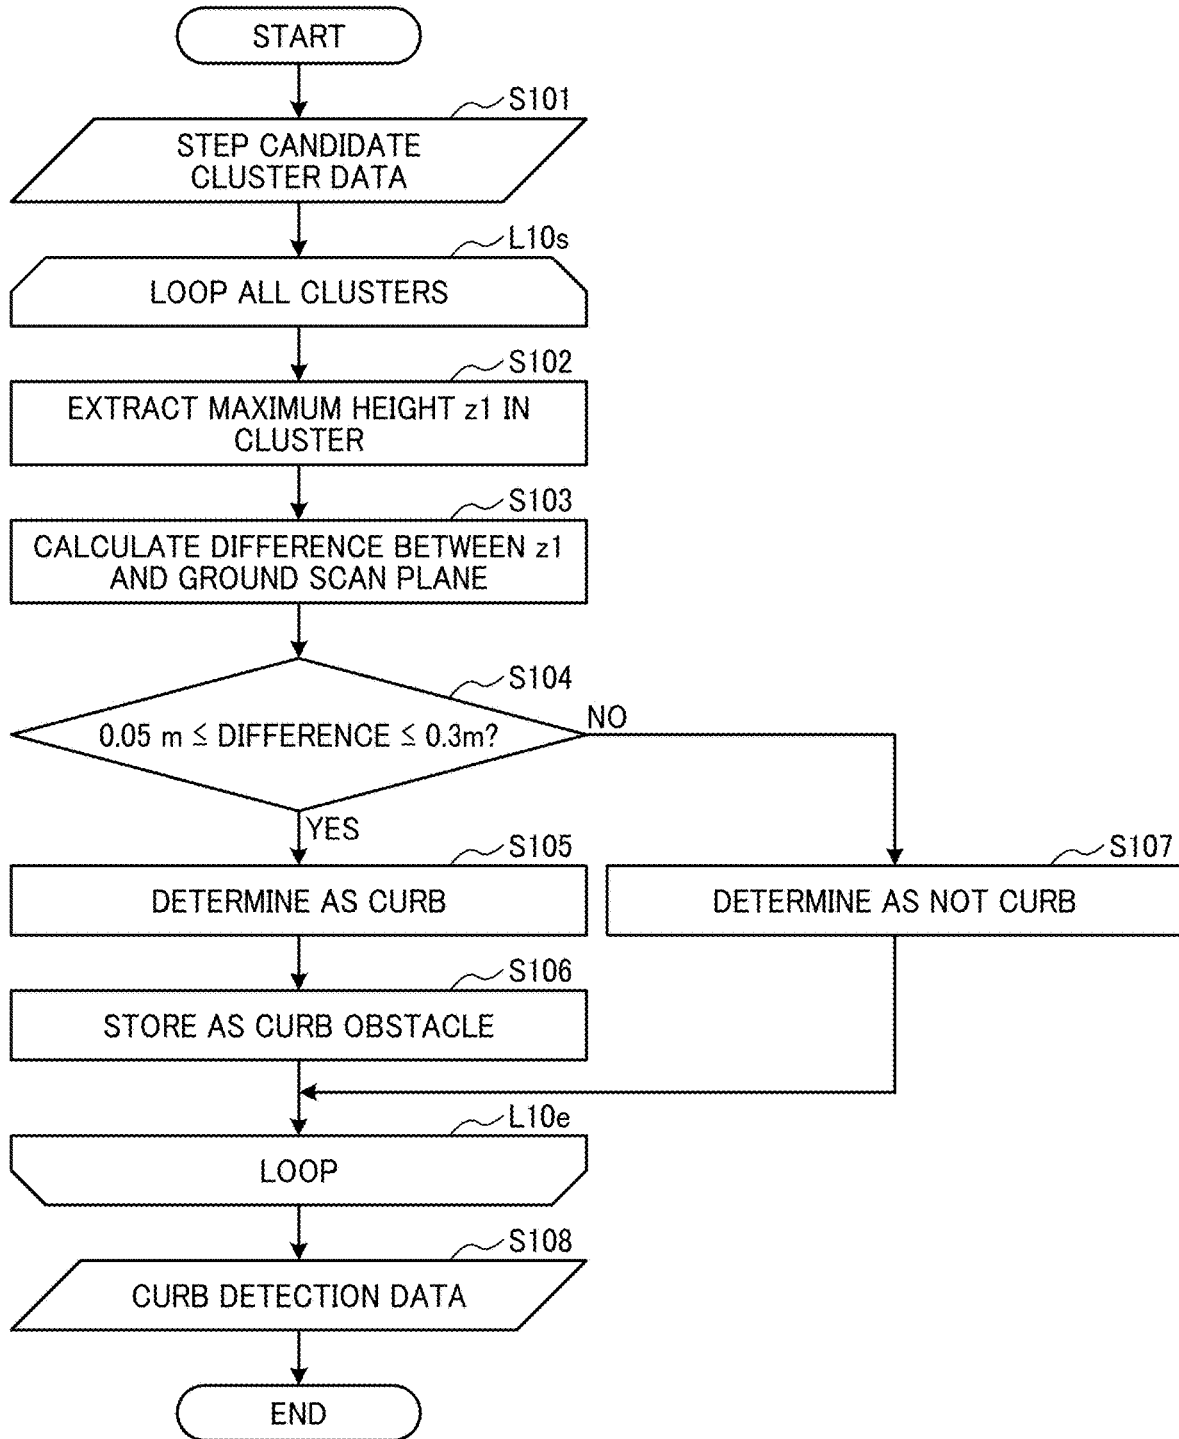 START
S101
STEP CANDIDATE
CLUSTER DATA
L10s
LOOP ALL CLUSTERS
S102
EXTRACT MAXIMUM HEIGHT z1 IN
CLUSTER
S103
CALCULATE DIFFERENCE BETWEEN z1
AND GROUND SCAN PLANE
S104
0.05 m ≦ DIFFERENCE ≦ 0.3m?
NO
YES
S105
DETERMINE AS CURB
S107
DETERMINE AS NOT CURB
S106
STORE AS CURB OBSTACLE
L10e
LOOP
S108
CURB DETECTION DATA
END